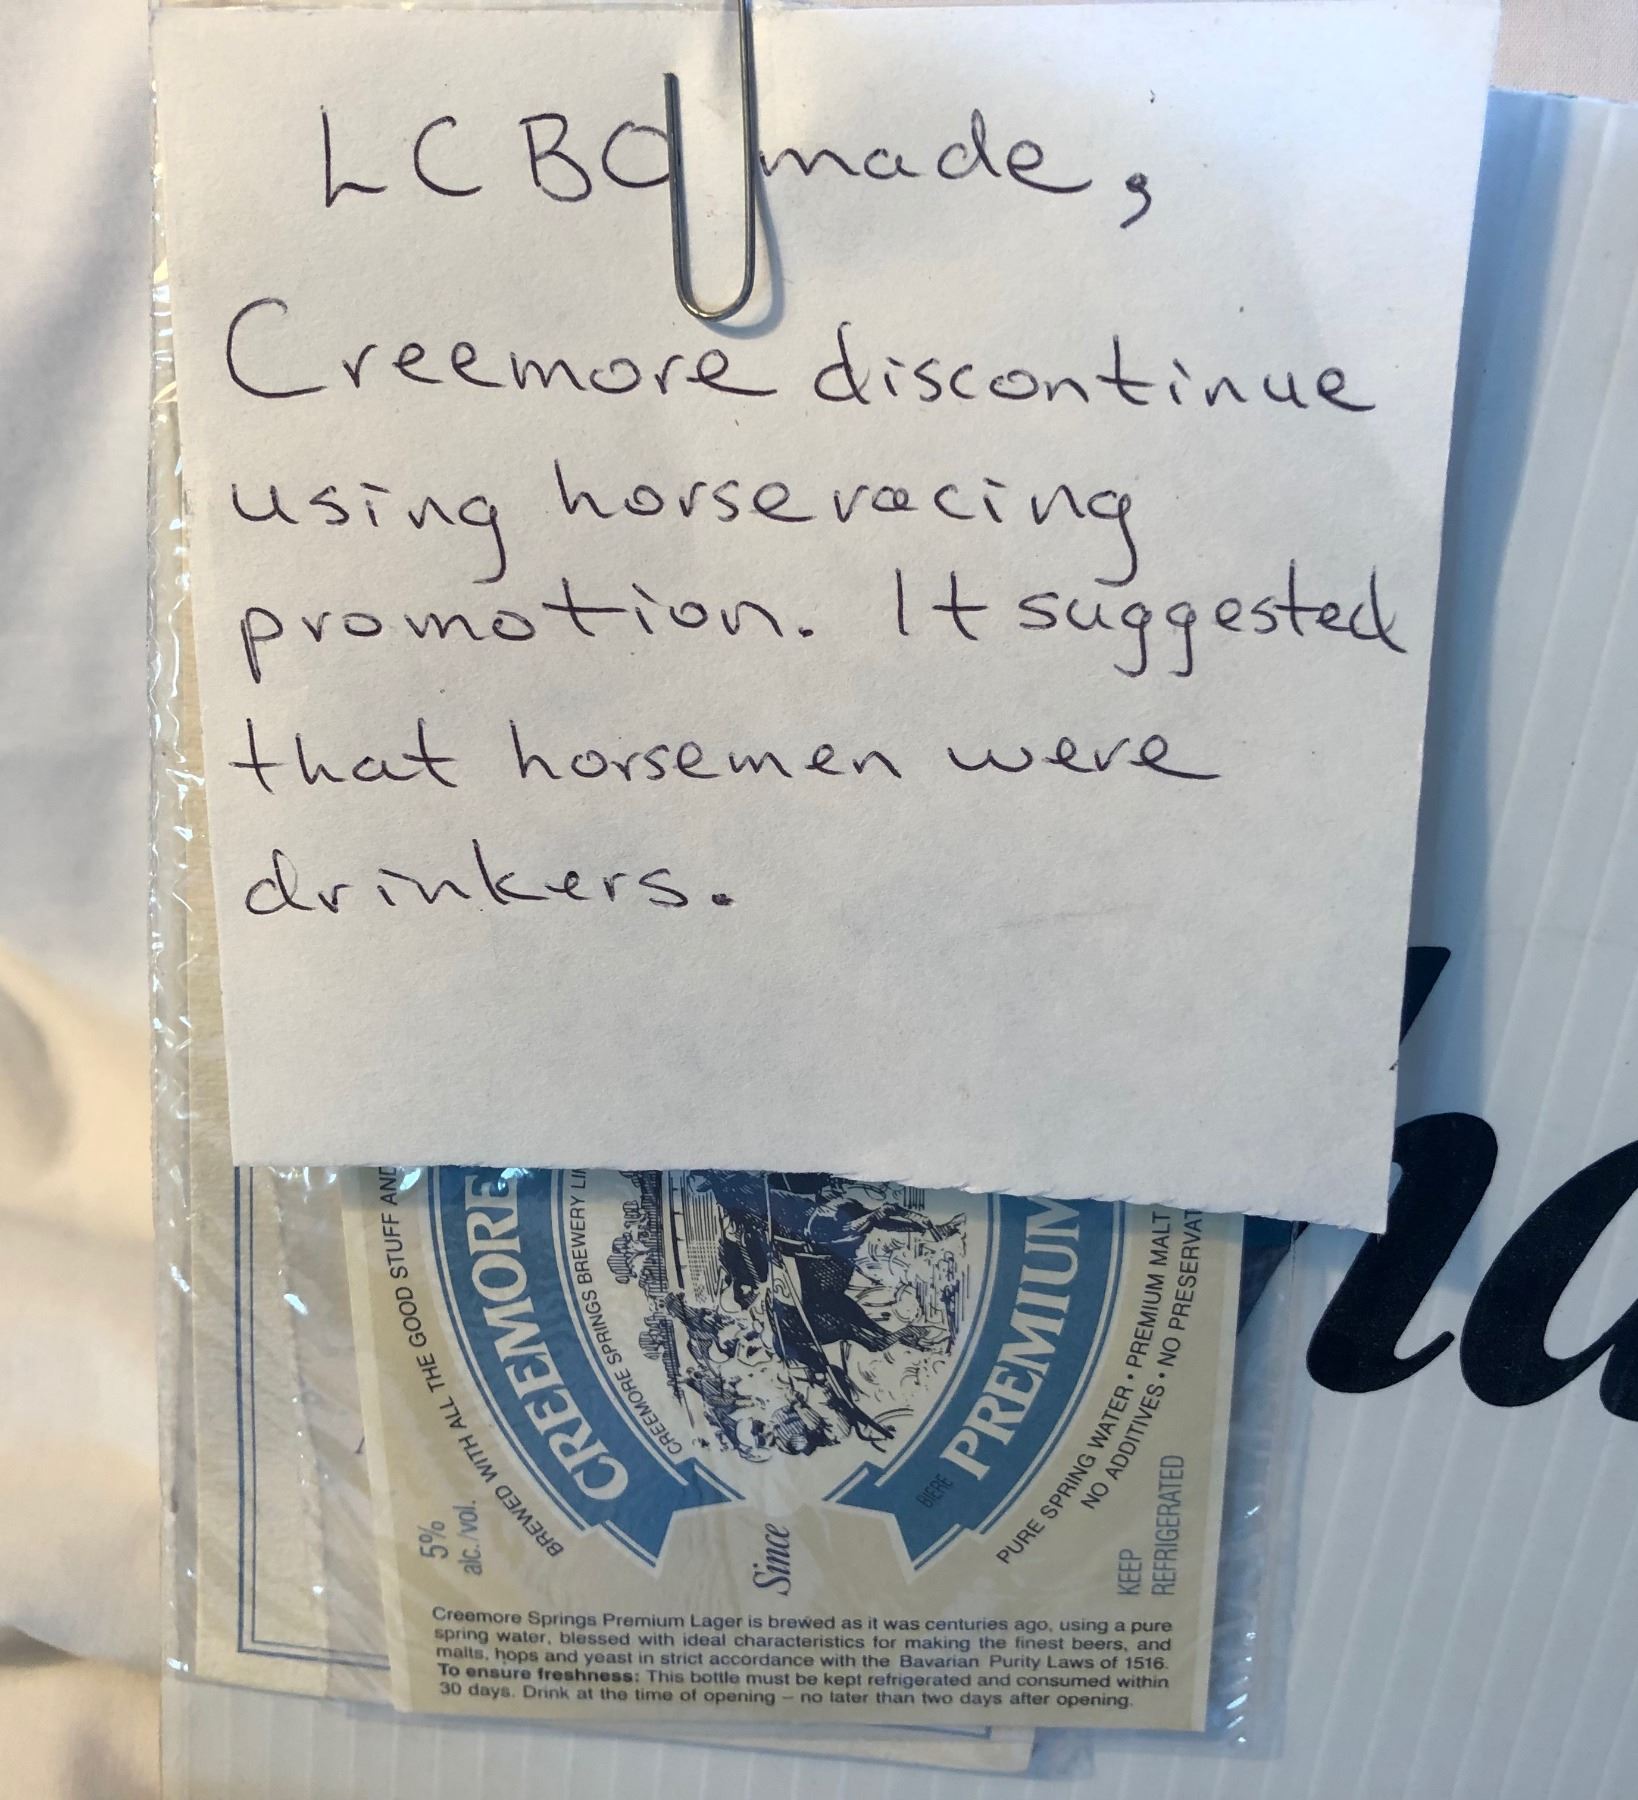 LCBO made,
Creemore discontinue
using horseracing
promotion. It suggested
that horsemen were
drinkers.
BREWED WITH ALL THE GOOD STUFF AND
CREEMORE
CREEMORE SPRINGS BREWERY
PREMIUM
BIERE
PURE SPRING WATER • PREMIUM MALT
NO ADDITIVES • NO
5%
alc./vol.
Since
KEEP
REFRIGERATED
Creemore Springs Premium Lager is brewed as it was centuries ago, using a pure
spring water, blessed with ideal characteristics for making the finest beers, and
malts, hops and yeast in strict accordance with the Bavarian Purity Laws of 1516.
To ensure freshness: This bottle must be kept refrigerated and consumed within
30 days. Drink at the time of opening – no later than two days after opening.